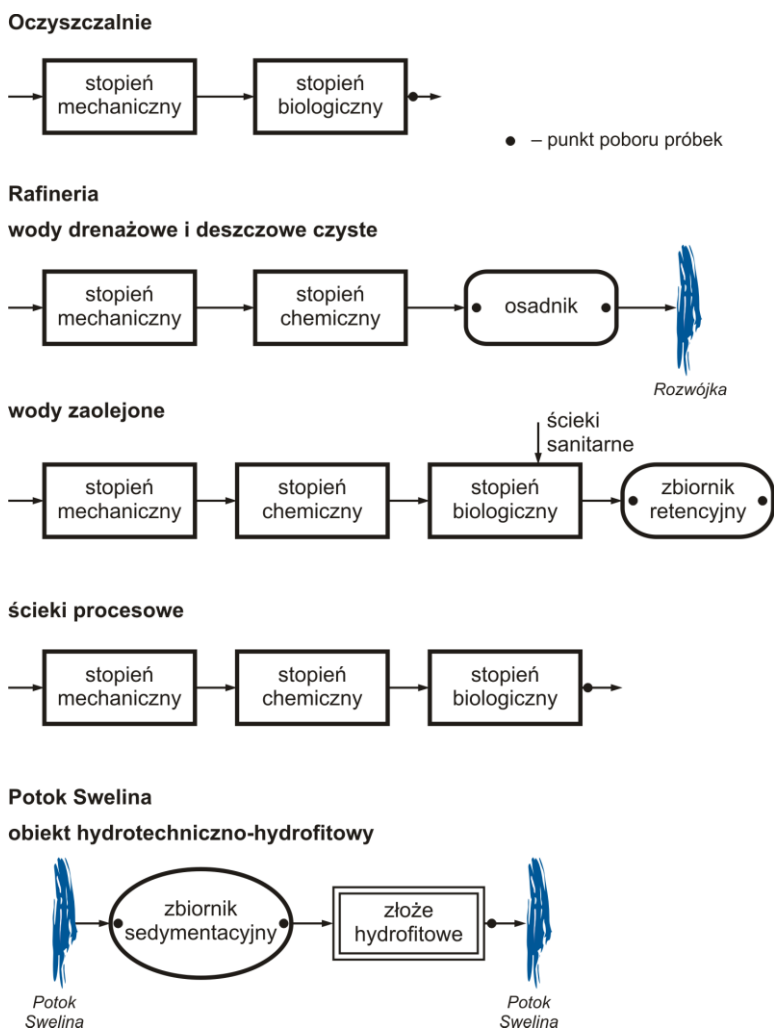 Oczyszczalnie
stopień
mechaniczny
stopień
biologiczny
– punkt poboru próbek
Rafineria
wody drenażowe i deszczowe czyste
stopień
mechaniczny
stopień
chemiczny
osadnik
Rozwójka
wody zaolejone
ścieki
sanitarne
stopień
mechaniczny
stopień
chemiczny
stopień
biologiczny
zbiornik
retencyjny
ścieki procesowe
stopień
mechaniczny
stopień
chemiczny
stopień
biologiczny
Potok Swelina
obiekt hydrotechniczno-hydrofitowy
zbiornik
sedymentacyjny
złoże
hydrofitowe
Potok
Swelina
Potok
Swelina